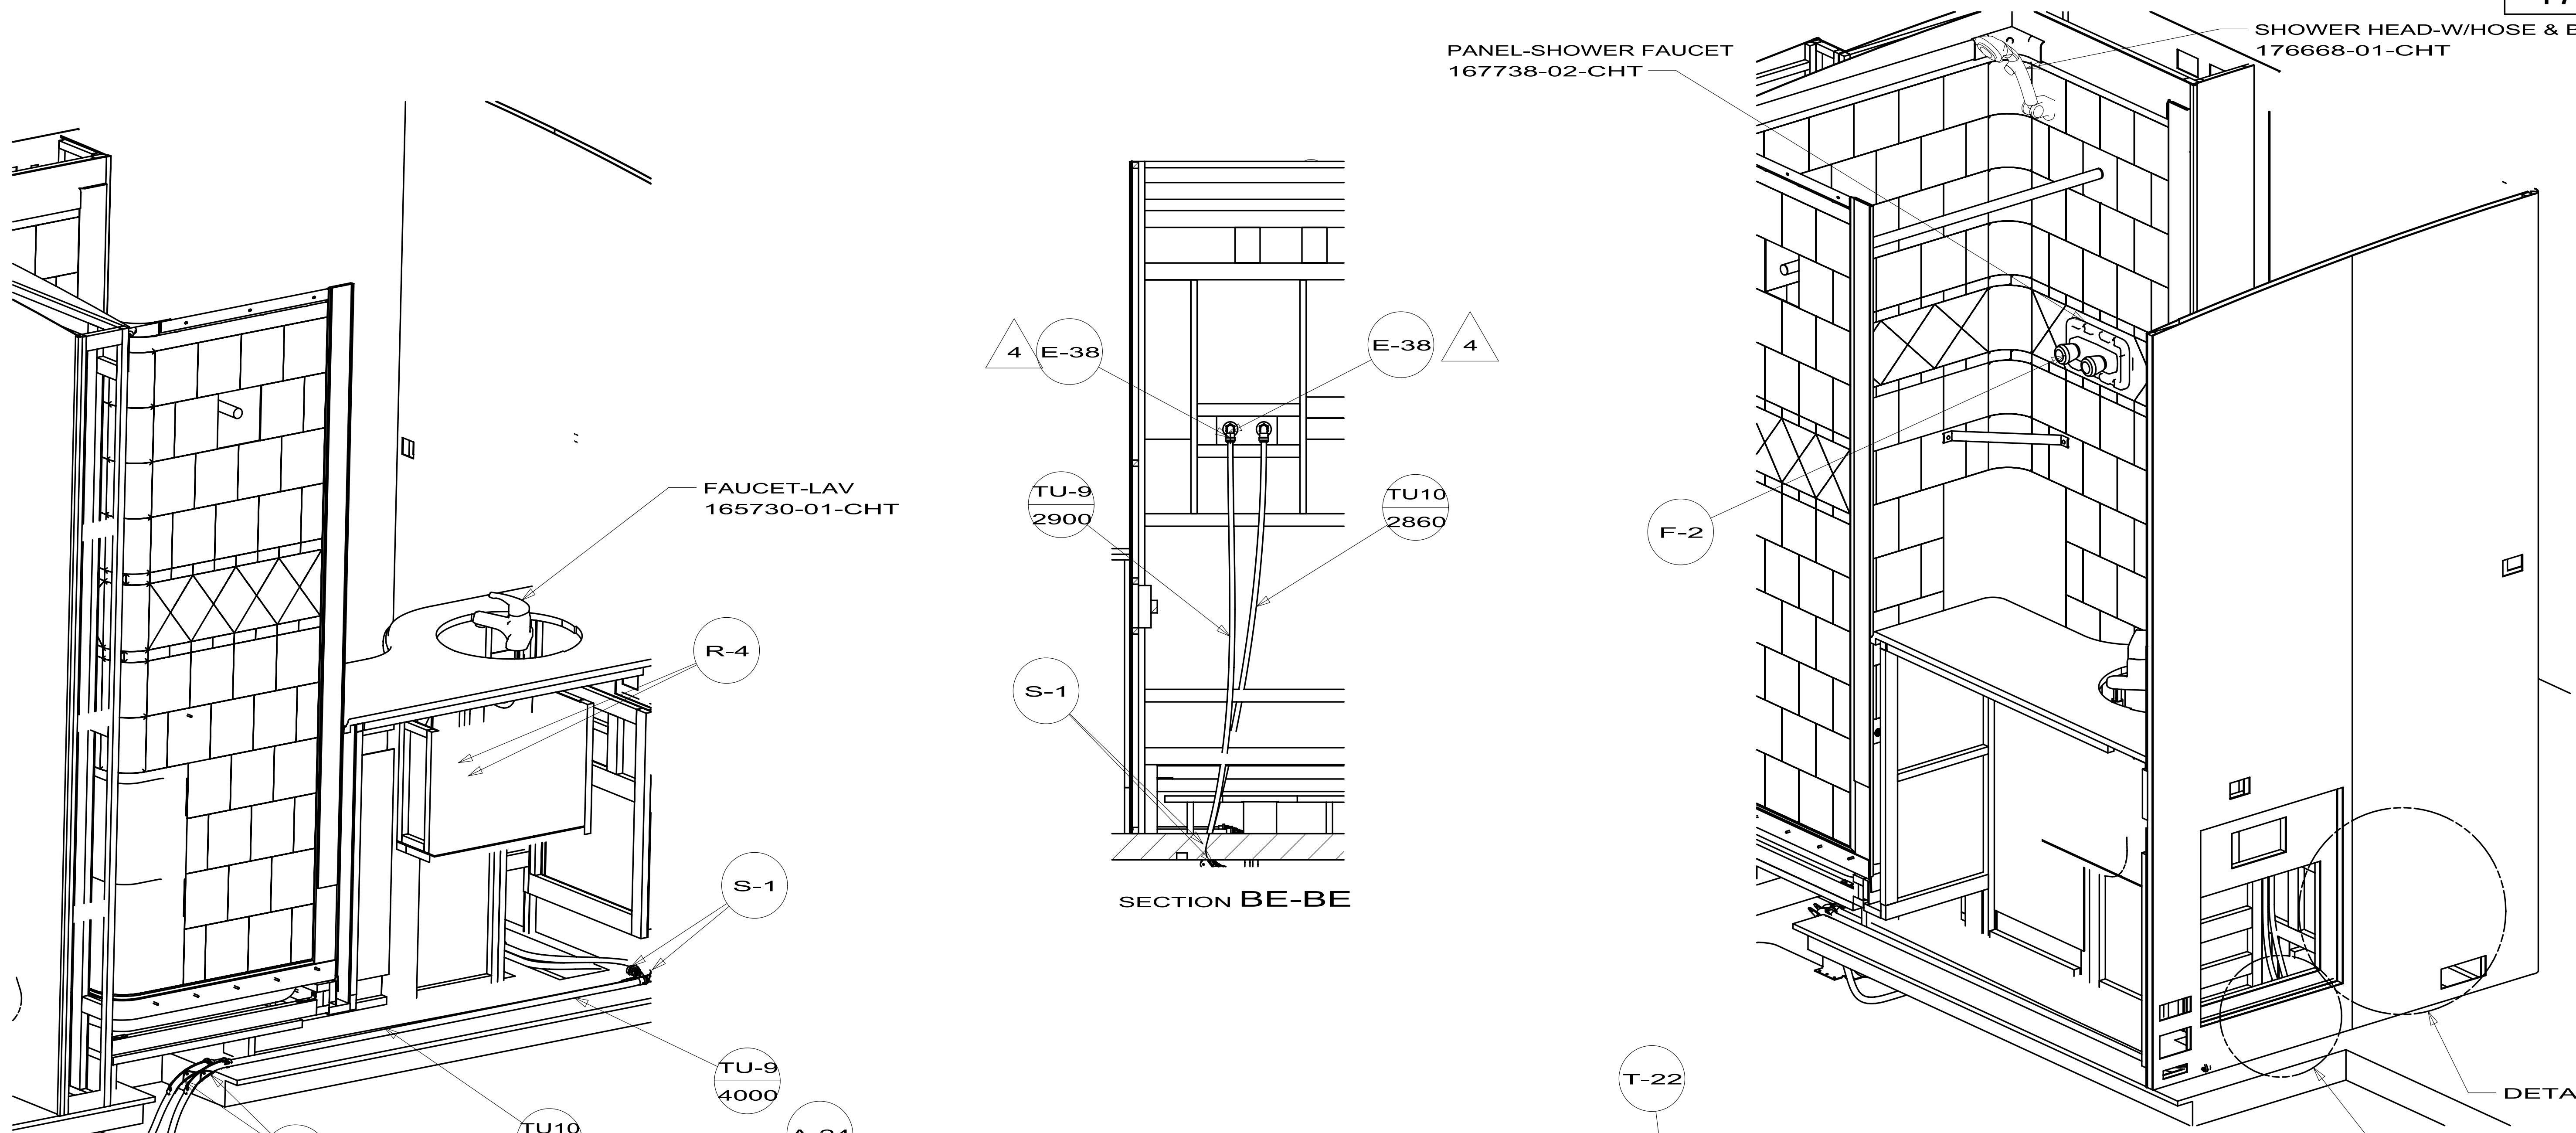 SHOWER HEAD-W/HOSE &
176668-01-CHT
PANEL-SHOWER FAUCET
167738-02-CHT
4
E-38
E-38
4
FAUCET-LAV
165730-01-CHT
TU-9
2900
TU10
2860
F-2
R-4
S-1
S-1
SECTION BE-BE
TU-9
4000
T-22
TU10